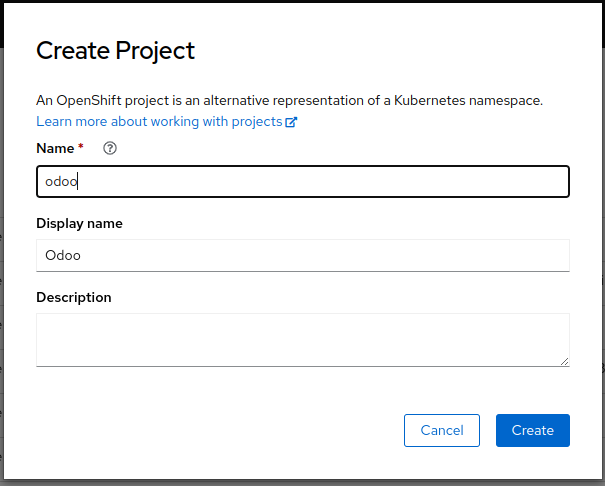 Create Project
An OpenShift project is an alternative representation of a Kubernetes namespace.
Learn more about working with projects
Name *
odoo
Display name
Odoo
Description
Cancel Create